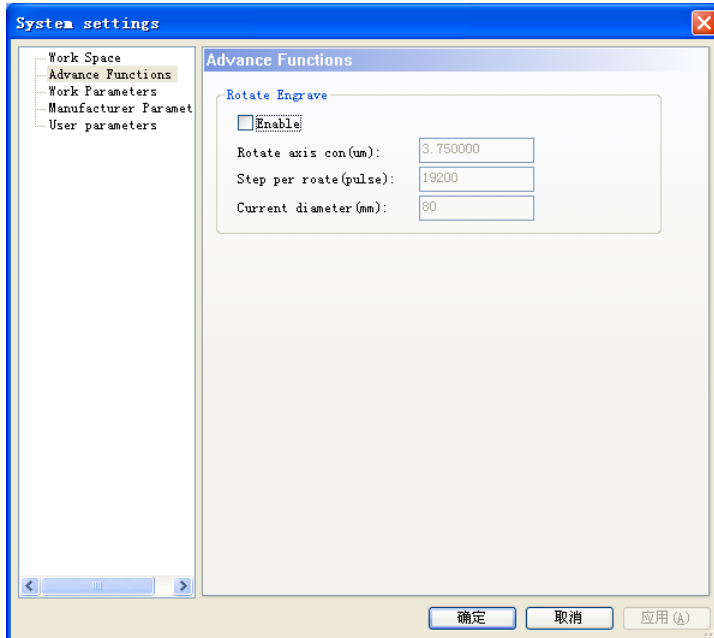 System settings
Work Space
Advance Functions
Work Parameters
Manufacturer Paramet
User parameters
Advance Functions
Rotate Engrave
Enable
Rotate axis con(um): 3.750000
Step per roate(pulse): 19200
Current diameter(mm): 80
确定 取消 应用(A)